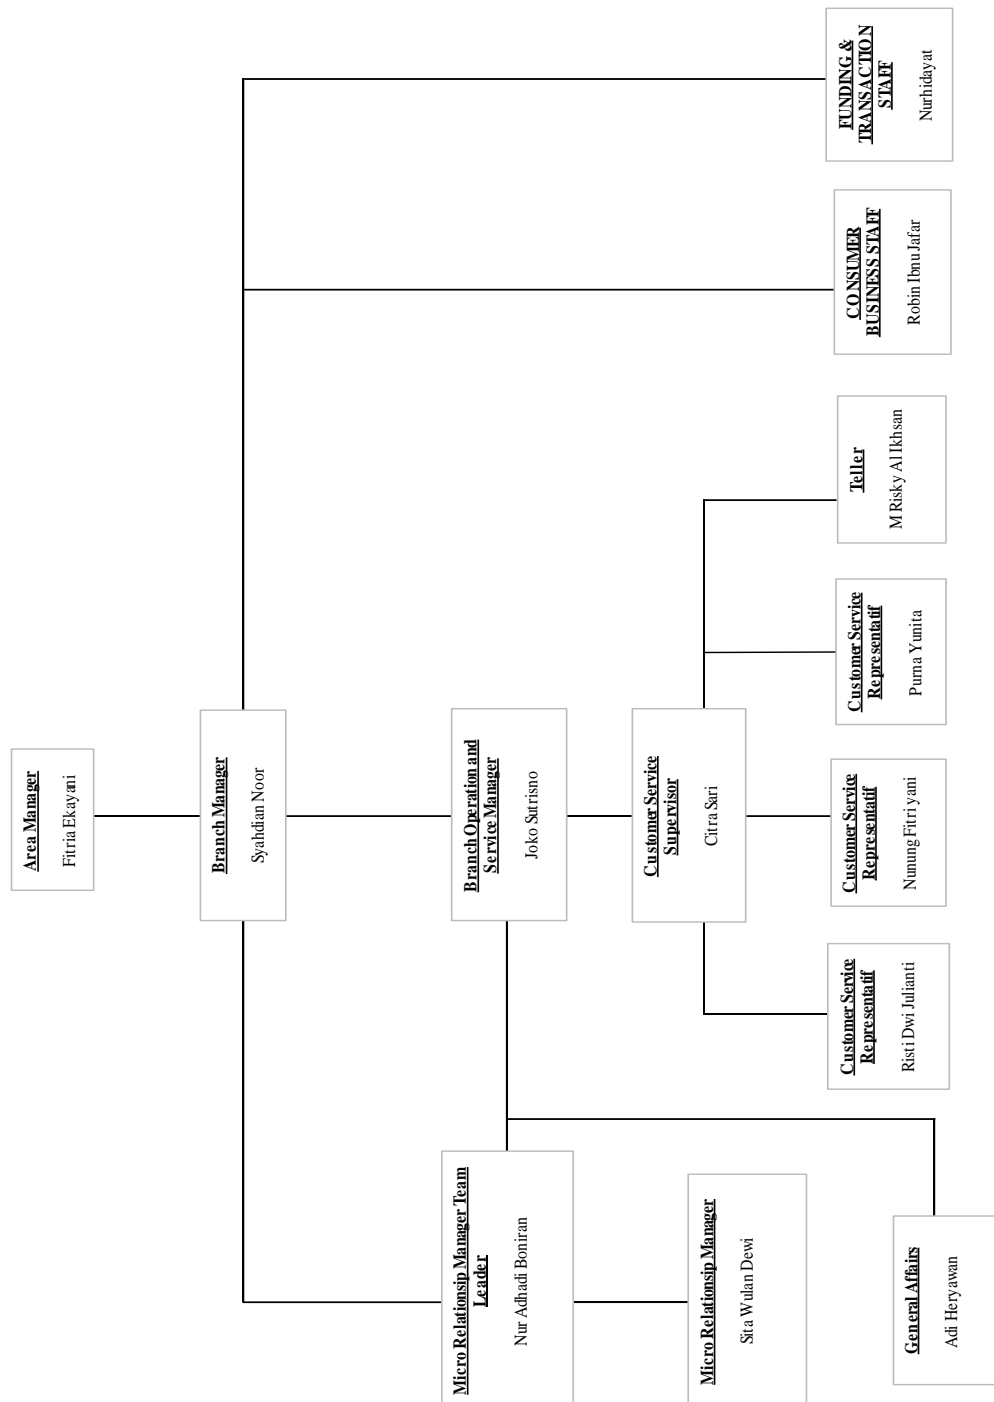 Area Manager
Fitria Ekayani
Branch Manager
Syahdian Noor
Micro Relationsip Manager Team
Leader
Nur Adhadi Boniran
Branch Operation and
Service Manager
Joko Sutrisno
Customer Service
Supervisor
Citra Sari
Micro Relationsip Manager
Sita Wulan Dewi
General Affairs
Adi Heryawan
Customer Service
Representatif
Risti Dwi Julianti
Customer Service
Representatif
Nunung Fitriyani
Customer Service
Representatif
Purna Yunita
Teller
M Risky Al Ikhsan
CONSUMER
BUSINESS STAFF
Robin Ibnu Jafar
FUNDING &
TRANSACTION
STAFF
Nurhidayat